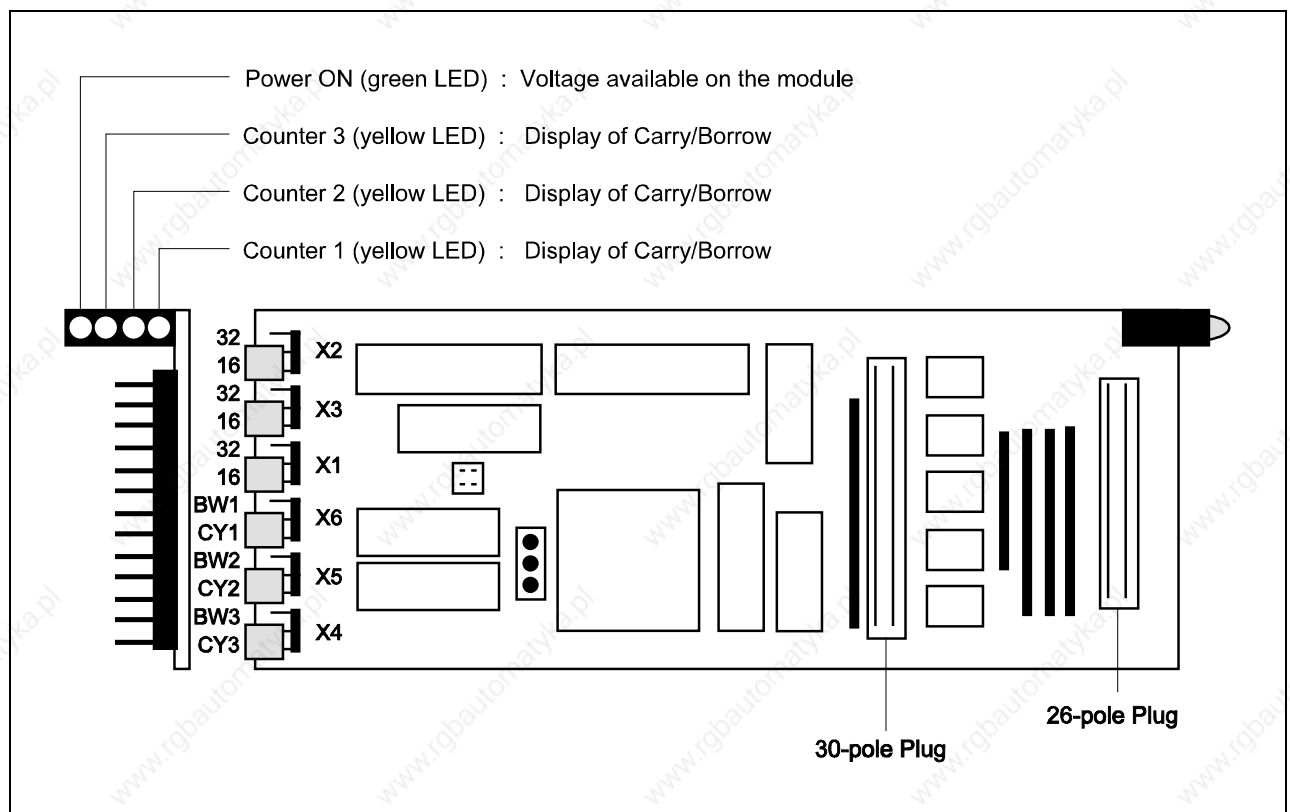 Power ON (green LED) : Voltage available on the module
Counter 3 (yellow LED) : Display of Carry/Borrow
Counter 2 (yellow LED) : Display of Carry/Borrow
Counter 1 (yellow LED) : Display of Carry/Borrow
32
16
X2
32
16
X3
32
16
X1
BW1
CY1
X6
BW2
CY2
X5
BW3
CY3
X4
26-pole Plug
30-pole Plug
www.rgbautomatyka.pl